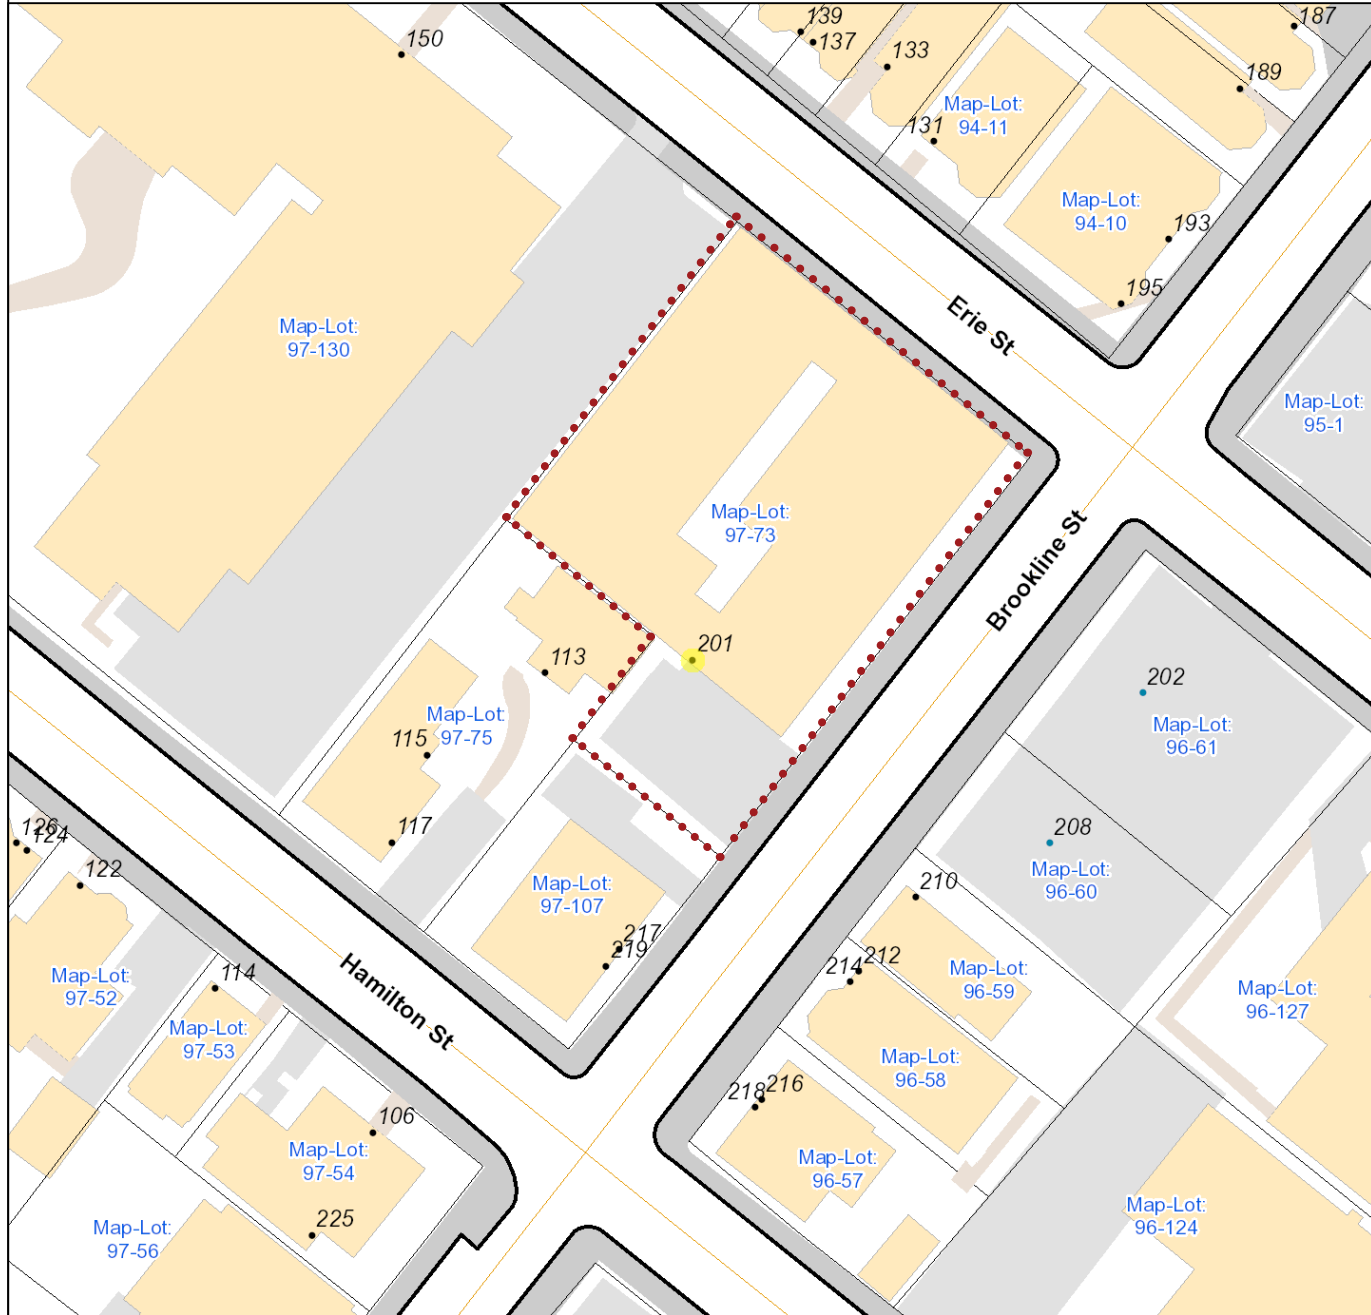 139
137
150
133
187
189
Map-Lot:
94-11
131
Map-Lot:
94-10
193
195
Erie St
Map-Lot:
97-130
Map-Lot:
95-1
Map-Lot:
97-73
Brookline St
201
113
202
Map-Lot:
97-75
115
Map-Lot:
96-61
117
208
Map-Lot:
96-60
126
124
122
Map-Lot:
97-107
210
217
219
214
212
Hamilton St
114
Map-Lot:
97-52
Map-Lot:
96-59
Map-Lot:
96-127
Map-Lot:
97-53
Map-Lot:
96-58
218
216
106
Map-Lot:
97-54
Map-Lot:
96-57
225
Map-Lot:
97-56
Map-Lot:
96-124